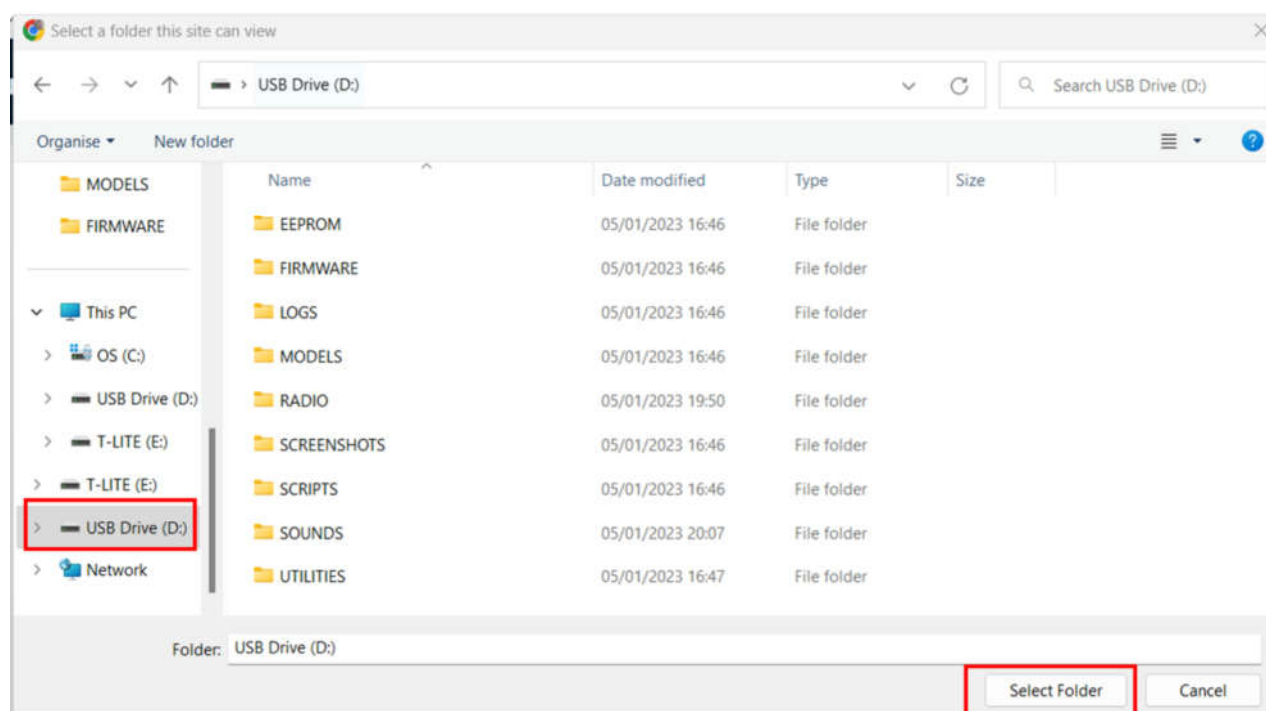 Select a folder this site can view
USB Drive (D:)
Search USB Drive (D:)
Organise
New folder
MODELS
FIRMWARE
This PC
OS (C:)
USB Drive (D:)
T-LITE (E:)
T-LITE (E:)
USB Drive (D:)
Network
Name Date modified Type Size
EEPROM 05/01/2023 16:46 File folder
FIRMWARE 05/01/2023 16:46 File folder
LOGS 05/01/2023 16:46 File folder
MODELS 05/01/2023 16:46 File folder
RADIO 05/01/2023 19:50 File folder
SCREENSHOTS 05/01/2023 16:46 File folder
SCRIPTS 05/01/2023 16:46 File folder
SOUNDS 05/01/2023 20:07 File folder
UTILITIES 05/01/2023 16:47 File folder
Folder: USB Drive (D:)
Select Folder
Cancel